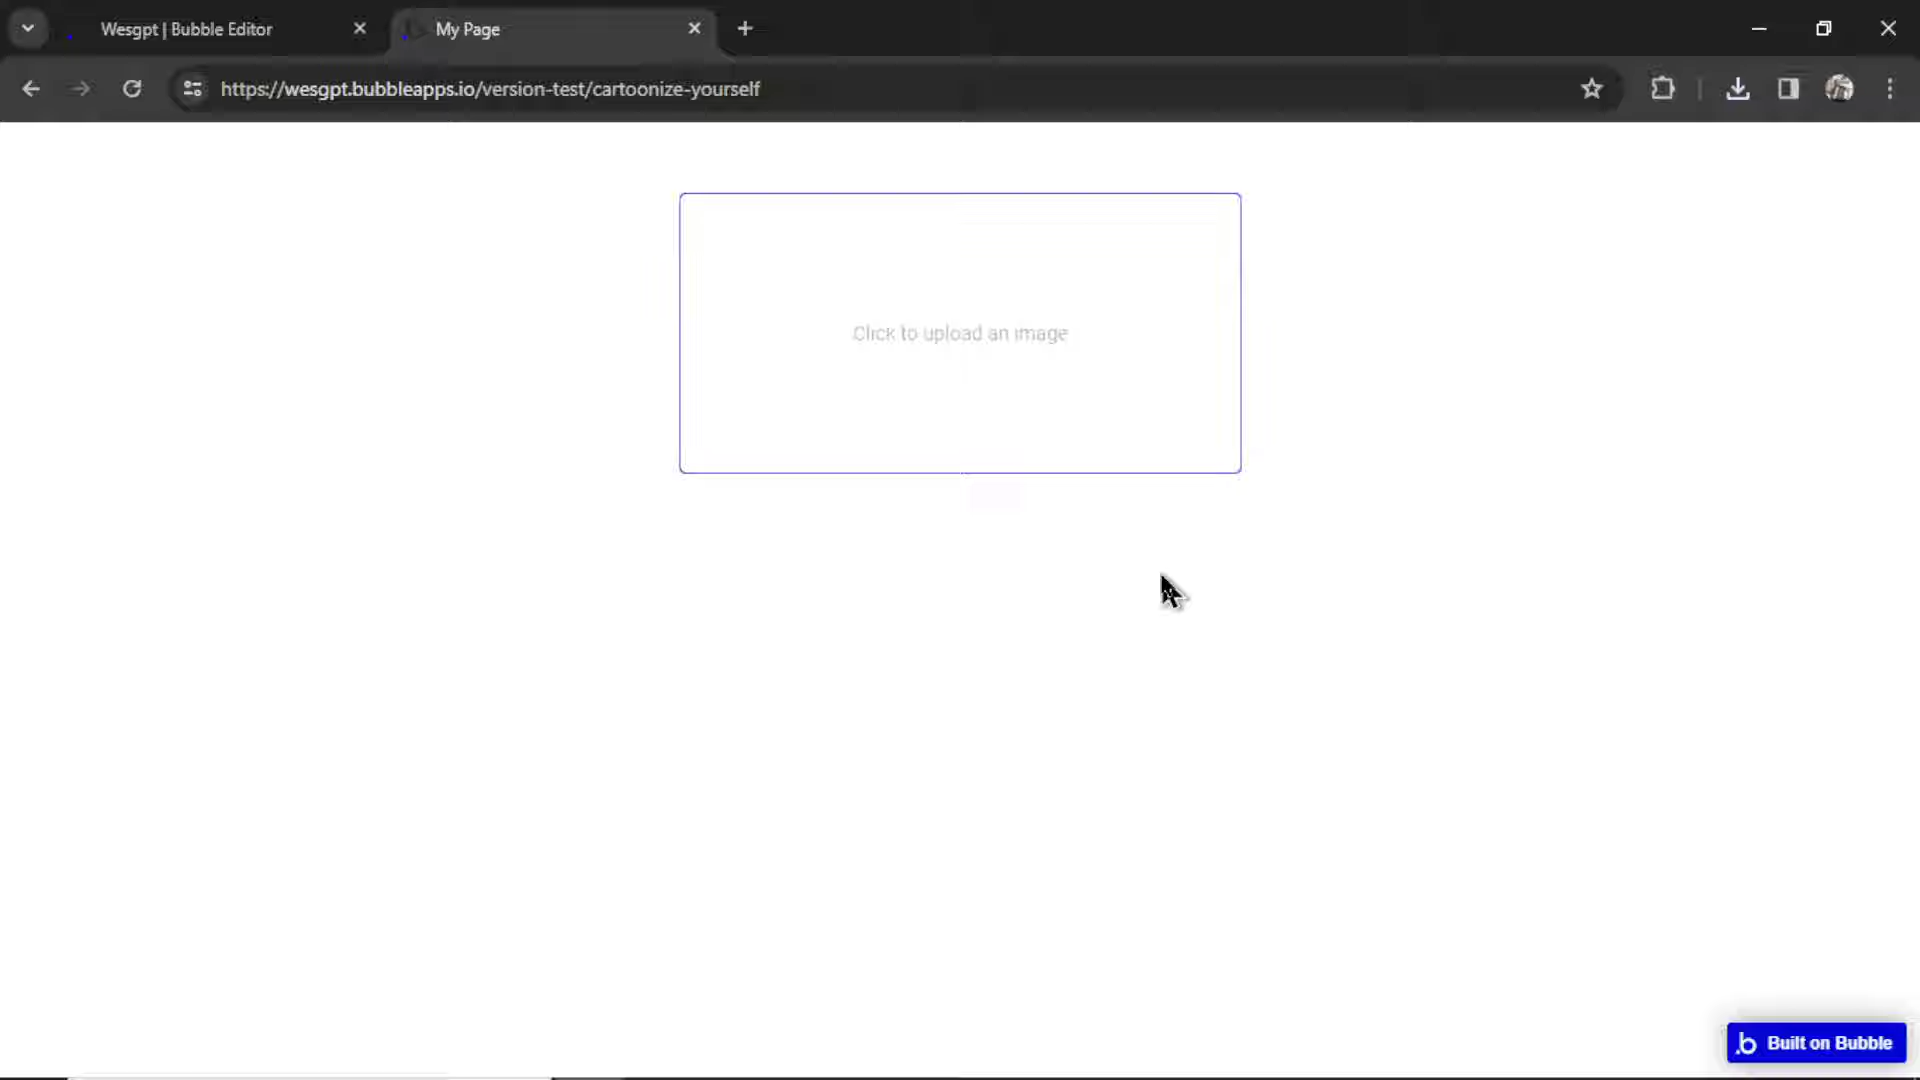 Wesgpt | Bubble Editor
My Page
https://wesgpt.bubbleapps.io/version-test/cartoonize-yourself
Click to upload an image
.b Built on Bubble